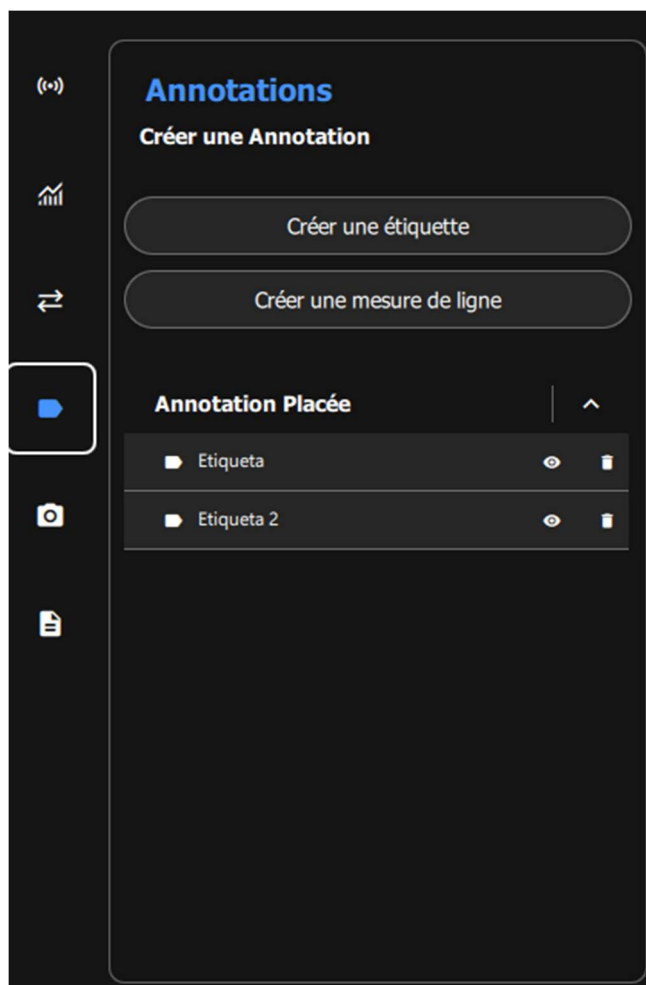 Annotations
Créer une Annotation
Créer une étiquette
Créer une mesure de ligne
Annotation Placée
Etiqueta
Etiqueta 2